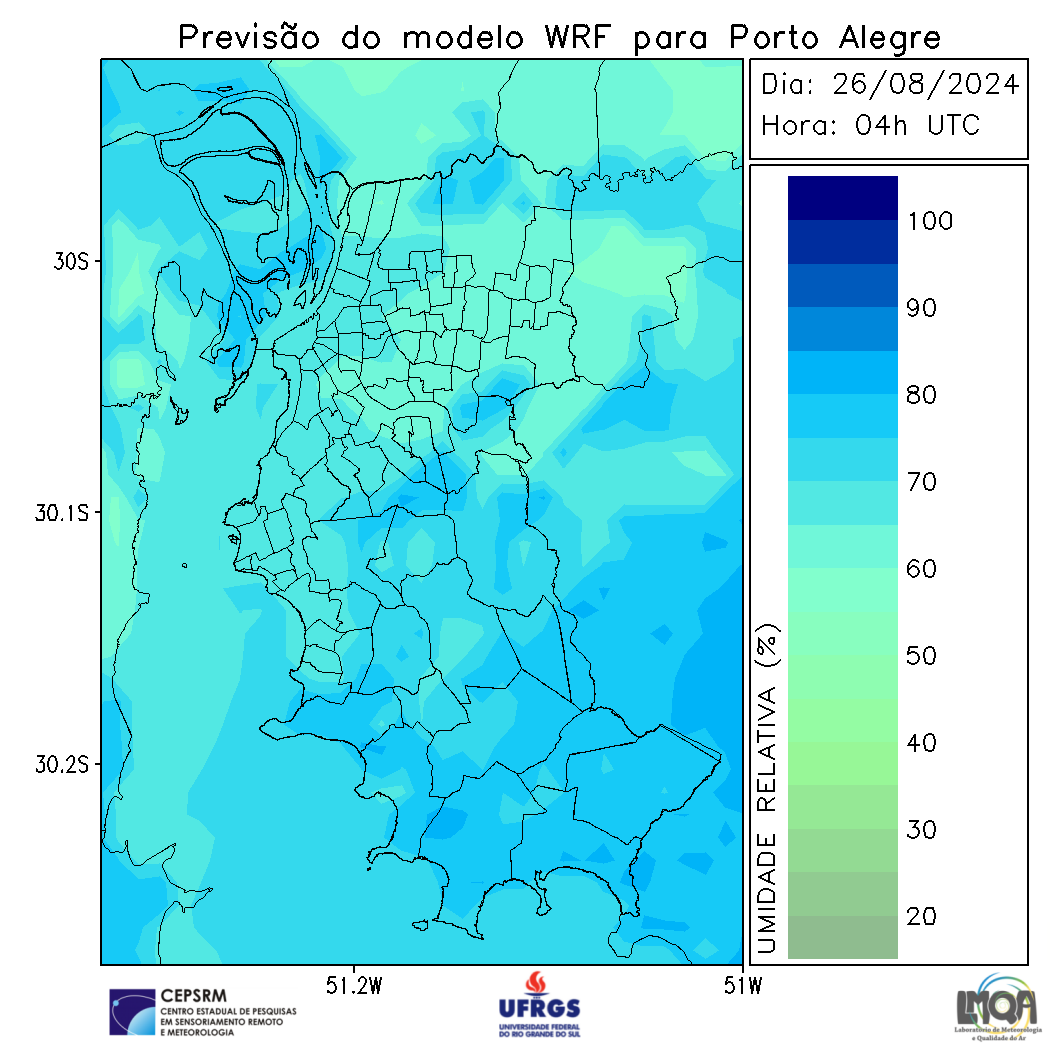 Previsão do modelo WRF para Porto Alegre
Dia: 26/08/2024
Hora: 04h UTC
30S
30.1S
30.2S
51.2W
51W
100
90
80
70
60
50
40
30
20
UMIDADE RELATIVA (%)
CEPSRM
CENTRO ESTADUAL DE PESQUISAS
EM SENSORIAMENTO REMOTO
E METEOROLOGIA
UFRGS
UNIVERSIDADE FEDERAL
DO RIO GRANDE DO SUL
LMQA
Laboratório de Meteorologia
e Qualidade do Ar